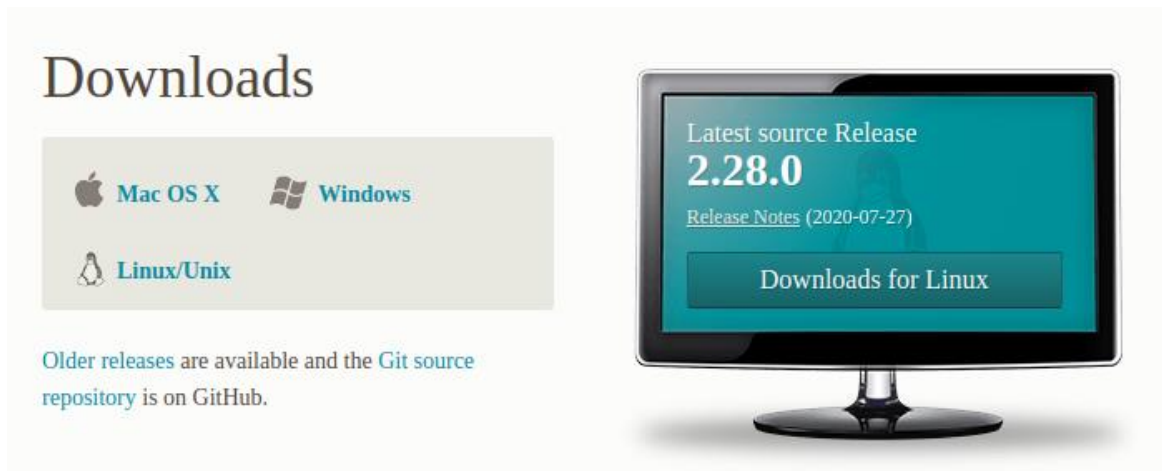 Downloads
Mac OS X
Windows
Linux/Unix
Older releases are available and the Git source
repository is on GitHub.
Latest source Release
2.28.0
Release Notes (2020-07-27)
Downloads for Linux